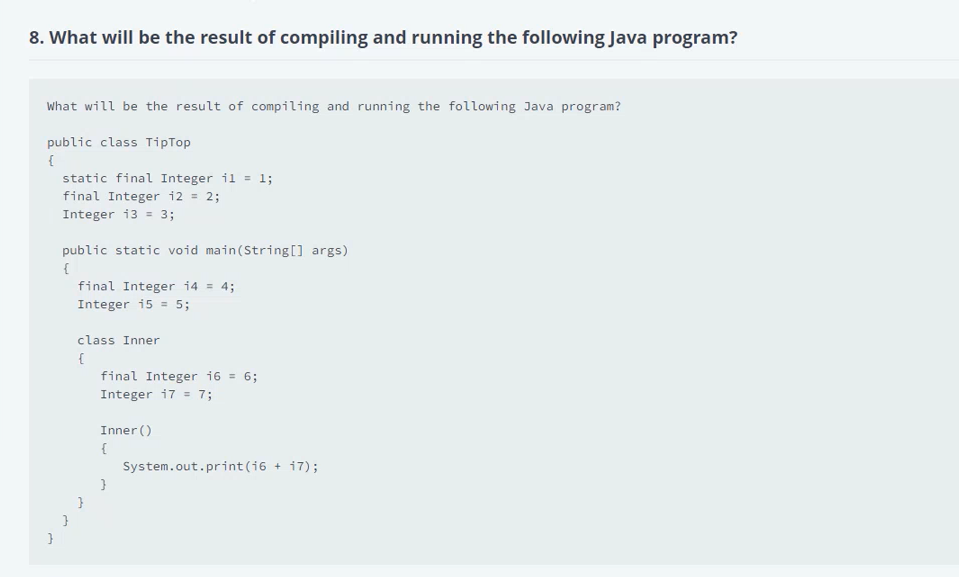 8. What will be the result of compiling and running the following Java program?
What will be the result of compiling and running the following Java program?
public class TipTop
{
static final Integer i1 = 1;
final Integer i2 = 2;
Integer i3 = 3;
public static void main(String[] args)
{
final Integer i4 = 4;
Integer i5 = 5;
class Inner
{
final Integer i6 = 6;
Integer i7 = 7;
Inner()
{
System.out.print(i6 + i7);
}
}
}
}